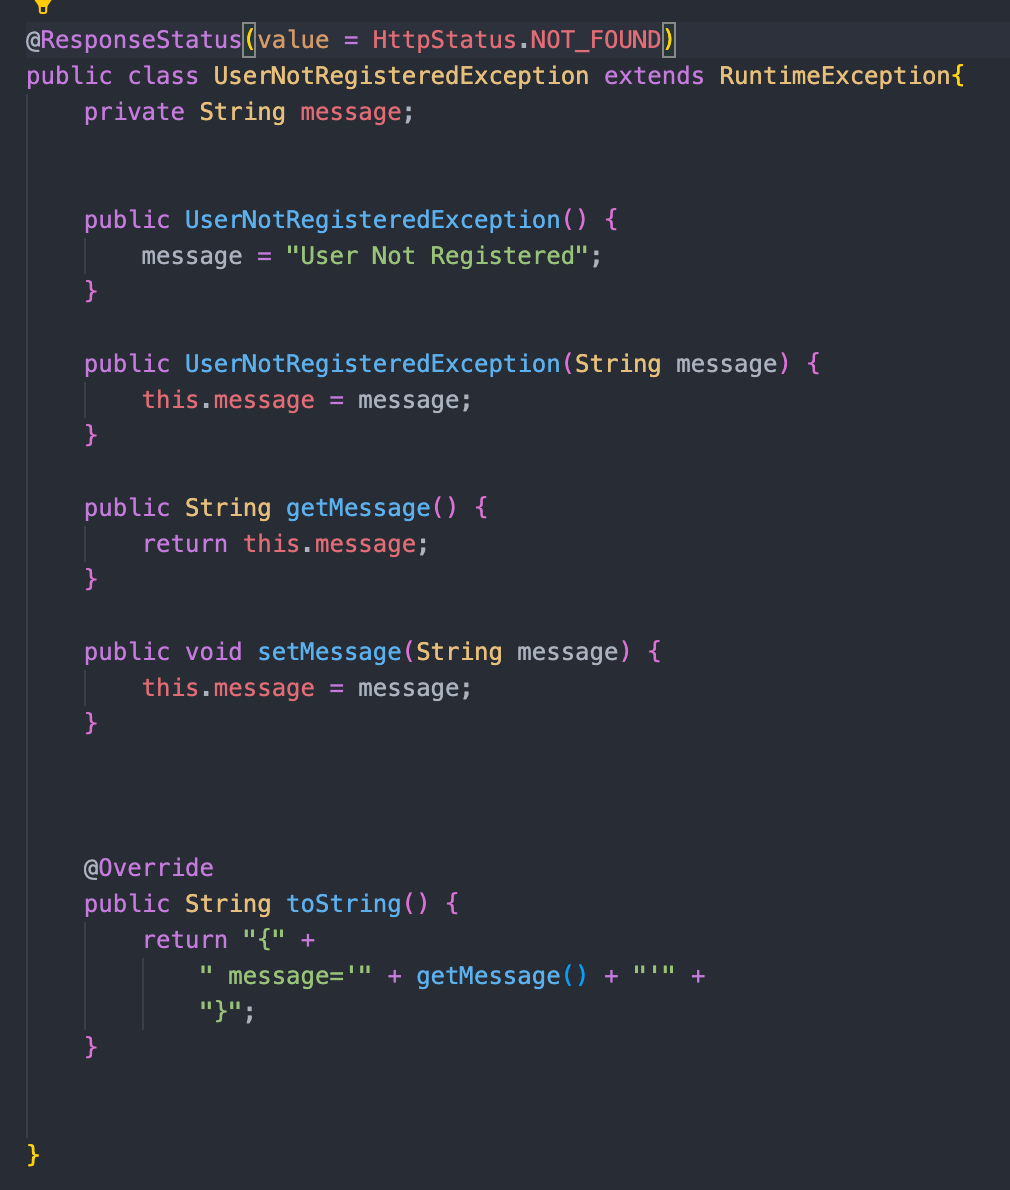 @ResponseStatus(value = HttpStatus.NOT_FOUND)
public class UserNotRegisteredException extends RuntimeException{
    private String message;
    public UserNotRegisteredException() {
        message = "User Not Registered";
    }
    public UserNotRegisteredException(String message) {
        this.message = message;
    }
    public String getMessage() {
        return this.message;
    }
    public void setMessage(String message) {
        this.message = message;
    }
    @Override
    public String toString() {
        return "{" +
            " message='" + getMessage() + "'" +
            "}";
    }
}